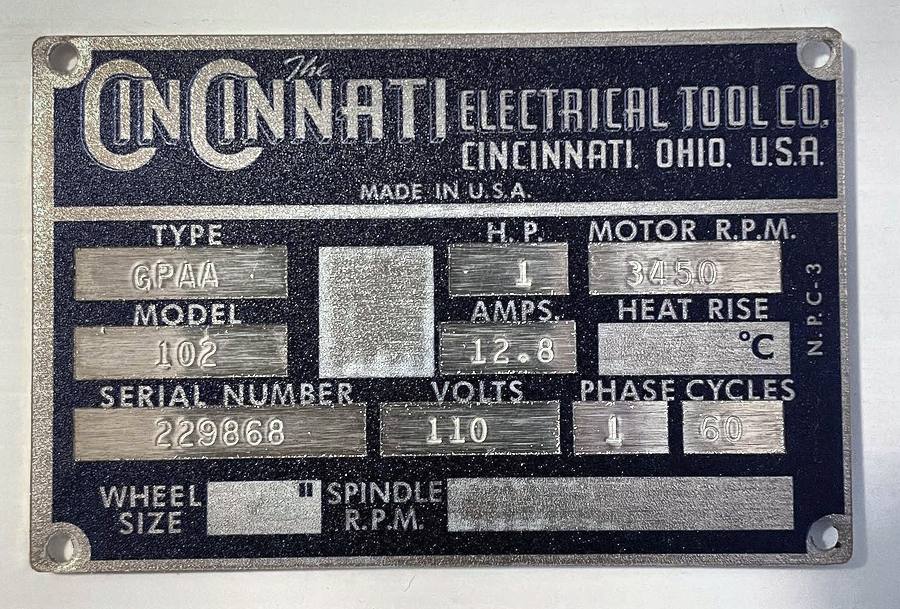 The
CINCINNATI ELECTRICAL TOOL CO.
CINCINNATI. OHIO. U.S.A.
MADE IN U.S.A.
TYPE H. P. MOTOR R.P.M.
GPAA 1 3450
MODEL AMPS. HEAT RISE
102 12.8 °C
SERIAL NUMBER VOLTS PHASE CYCLES
229868 110 1 60
WHEEL SIZE " SPINDLE R.P.M.
N.P.C-3